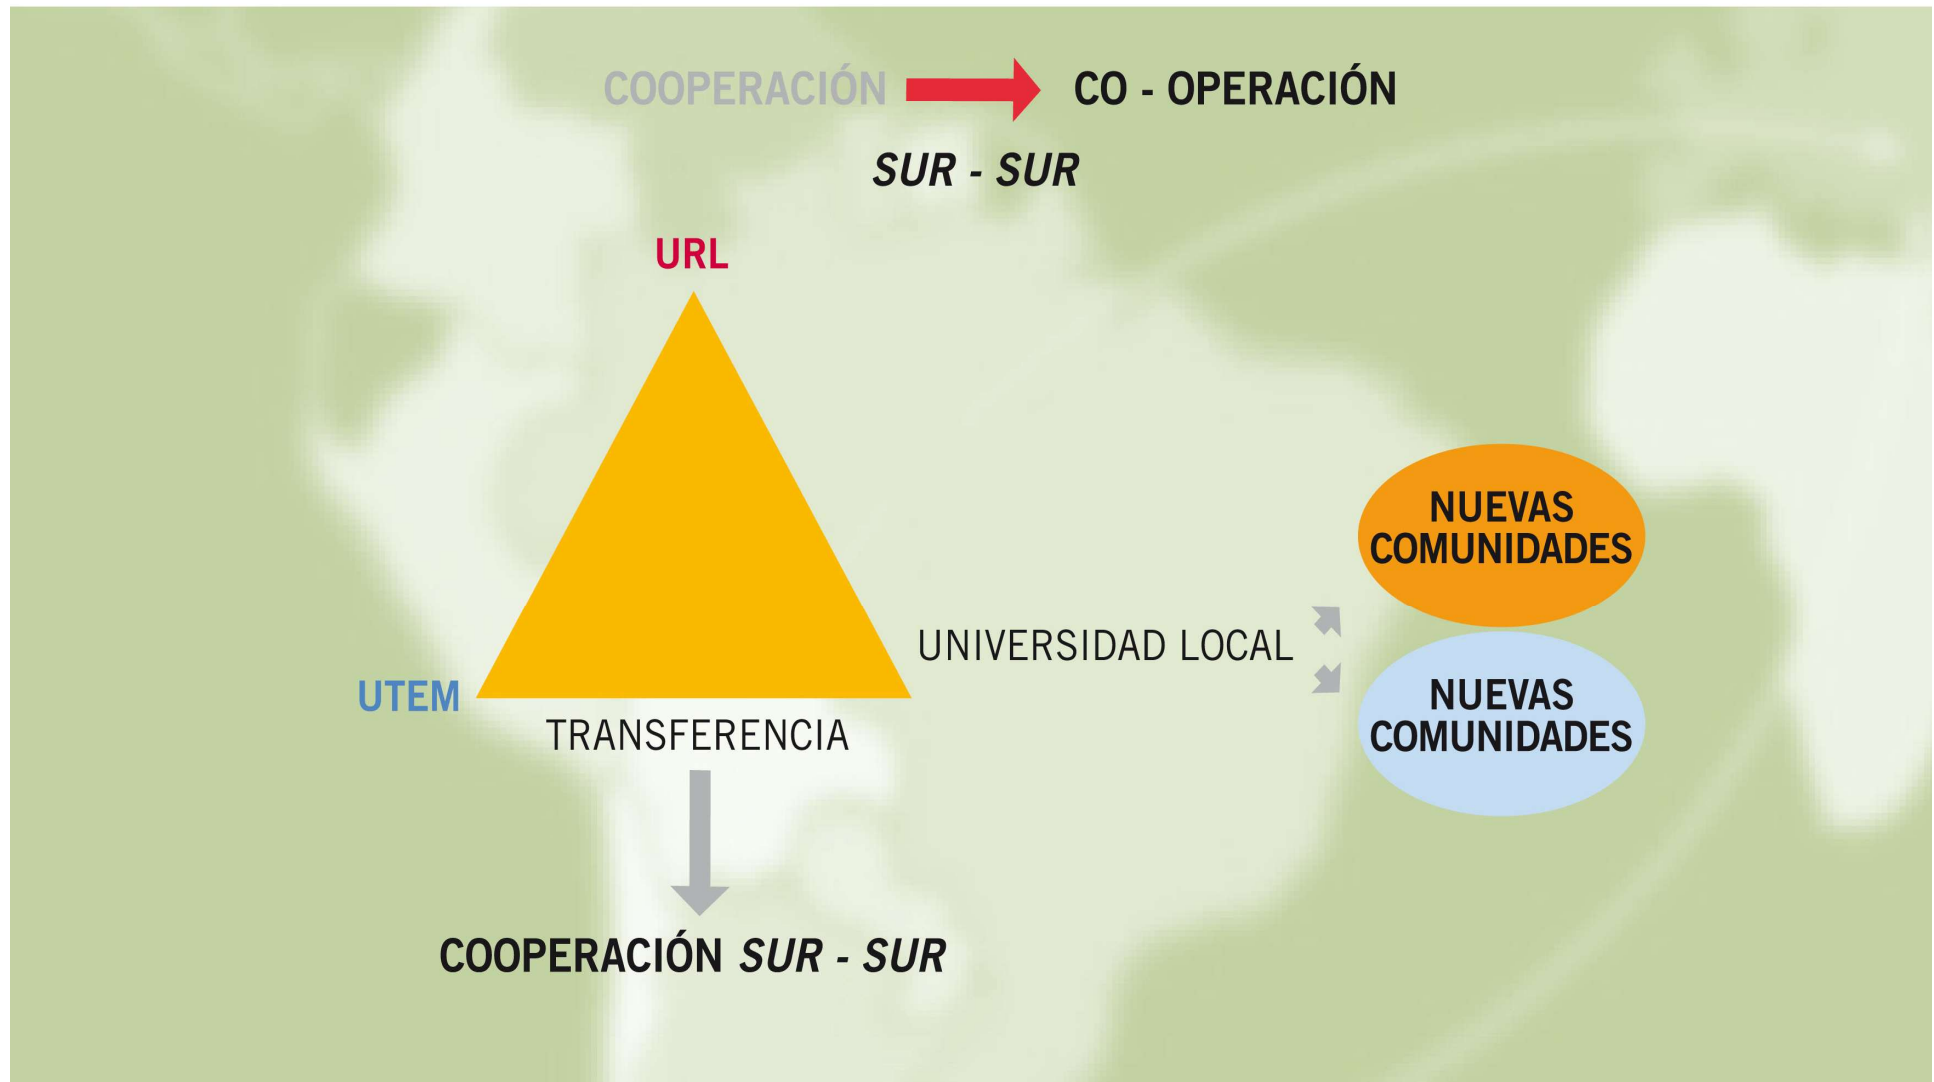 COOPERACIÓN CO - OPERACIÓN
SUR - SUR
URL
NUEVAS
COMUNIDADES
UNIVERSIDAD LOCAL
UTEM
NUEVAS
COMUNIDADES
TRANSFERENCIA
COOPERACIÓN SUR - SUR